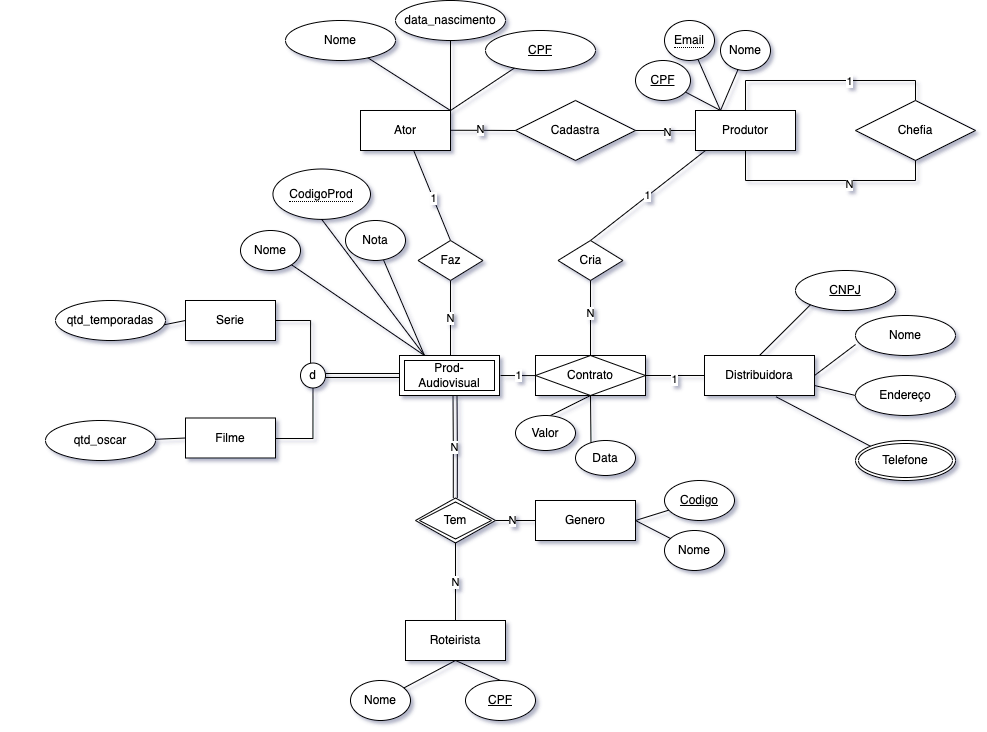 data_nascimento
Nome
CPF
Email
Nome
CPF
1
Ator
N
Cadastra
N
Produtor
Chefia
N
CodigoProd
1
1
Nota
Nome
Faz
Cria
CNPJ
qtd_temporadas
Serie
N
N
Nome
d
Prod-
Audiovisual
1
Contrato
1
Distribuidora
Endereço
Valor
Data
Telefone
qtd_oscar
Filme
N
Codigo
Tem
N
Genero
Nome
N
Roteirista
Nome
CPF